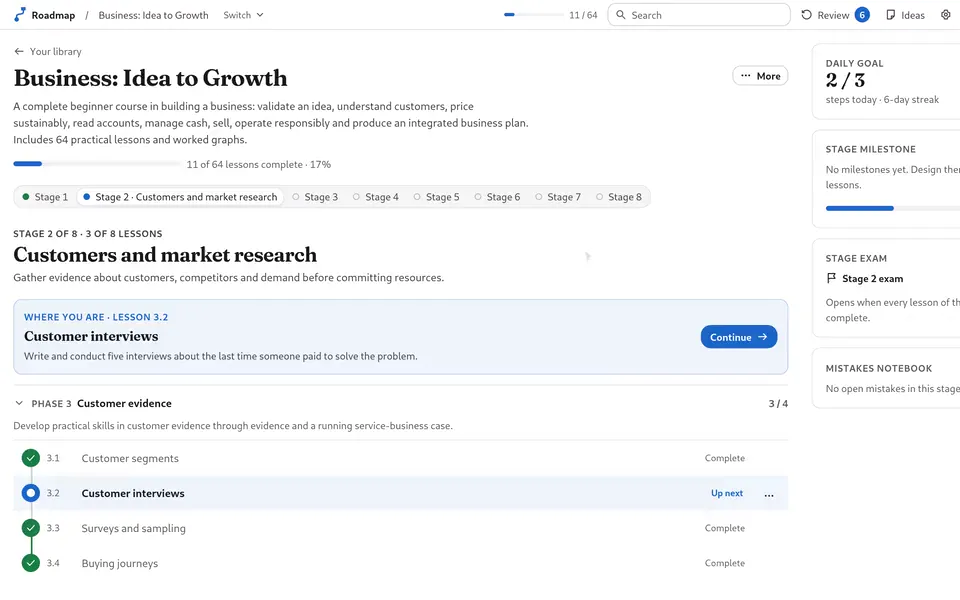 Roadmap / Business: Idea to Growth Switch 11 / 64 Search Review 6 Ideas
Your library
Business: Idea to Growth
... More
A complete beginner course in building a business: validate an idea, understand customers, price
sustainably, read accounts, manage cash, sell, operate responsibly and produce an integrated business plan.
Includes 64 practical lessons and worked graphs.
11 of 64 lessons complete · 17%
Stage 1 Stage 2 · Customers and market research Stage 3 Stage 4 Stage 5 Stage 6 Stage 7 Stage 8
STAGE 2 OF 8 · 3 OF 8 LESSONS
Customers and market research
Gather evidence about customers, competitors and demand before committing resources.
WHERE YOU ARE · LESSON 3.2
Customer interviews
Write and conduct five interviews about the last time someone paid to solve the problem.
Continue
PHASE 3 Customer evidence 3 / 4
Develop practical skills in customer evidence through evidence and a running service-business case.
3.1 Customer segments Complete
3.2 Customer interviews Up next ...
3.3 Surveys and sampling Complete
3.4 Buying journeys Complete
DAILY GOAL
2 / 3
steps today · 6-day streak
STAGE MILESTONE
No milestones yet. Design
lessons.
STAGE EXAM
Stage 2 exam
Opens when every lesson of
complete.
MISTAKES NOTEBOOK
No open mistakes in this stage